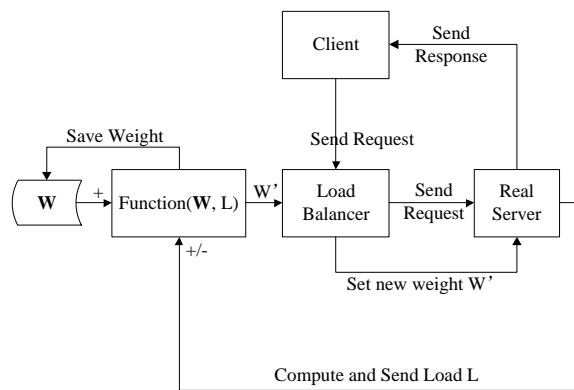 Client
Send
Response
Save Weight
Send Request
W
+
Function(W, L)
W’
Load
Balancer
Send
Request
Real
Server
+/-
Set new weight W’
Compute and Send Load L